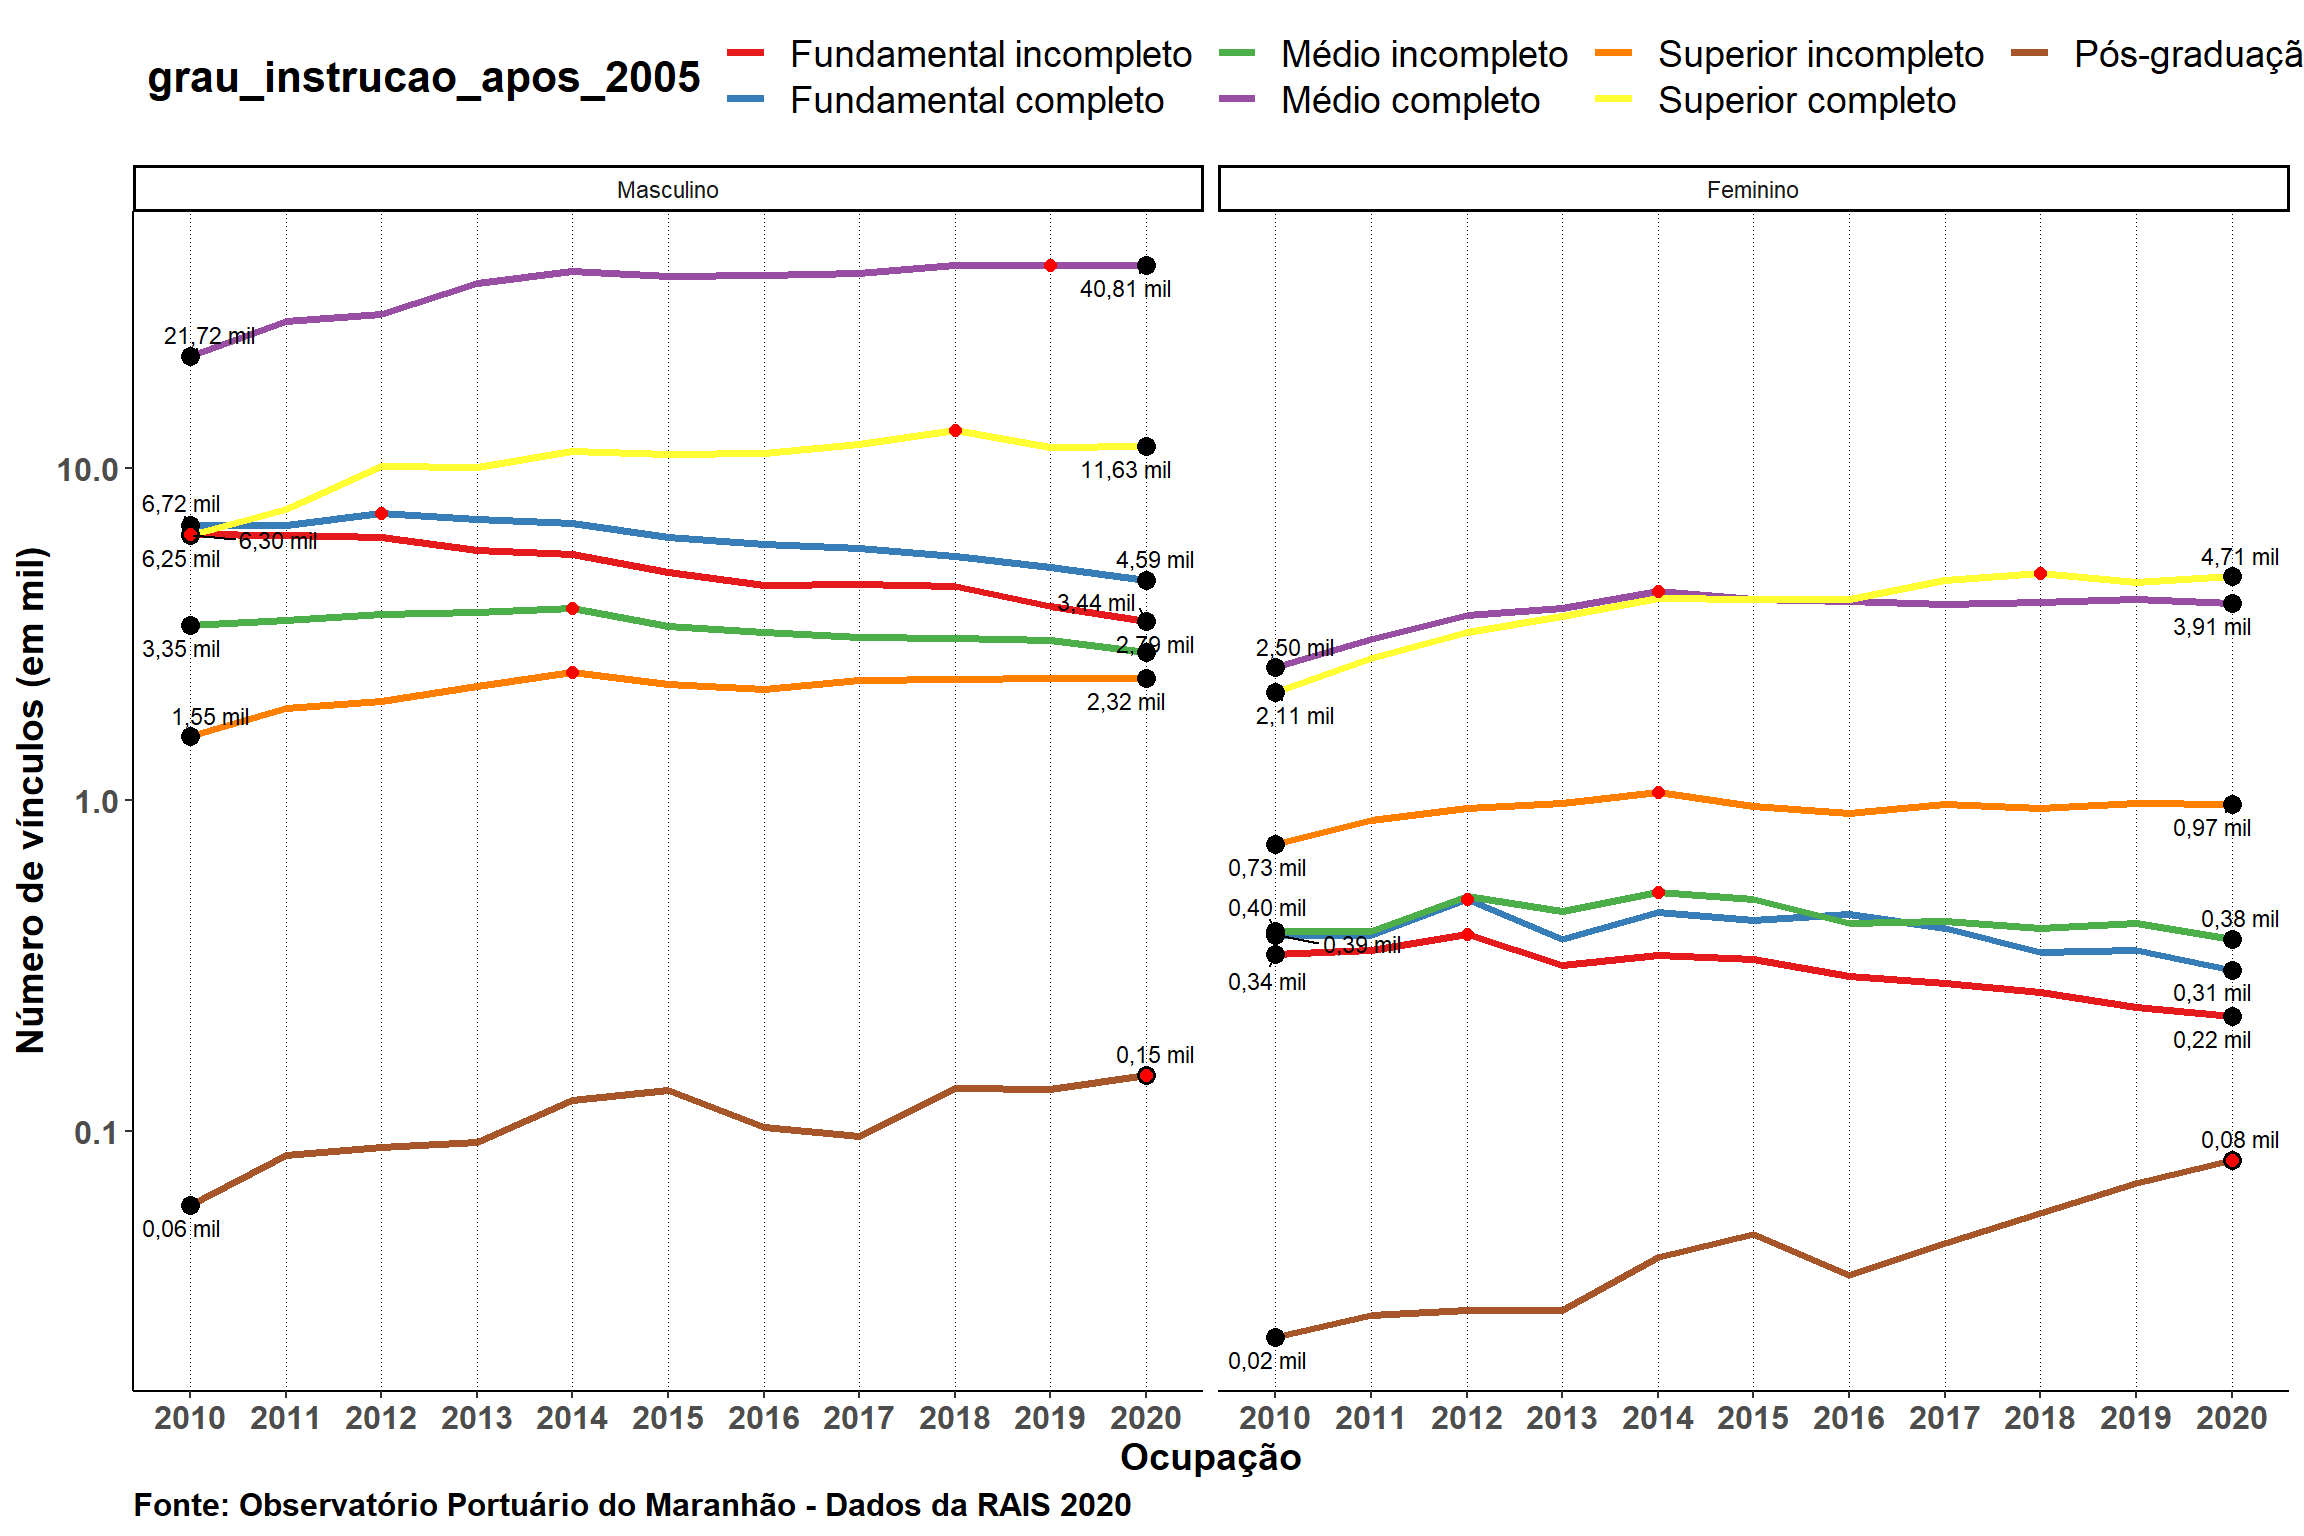 grau_instrucao_apos_2005
Fundamental incompleto
Médio incompleto
Superior incompleto
Pós-graduaçã
Fundamental completo
Médio completo
Superior completo
Masculino
Feminino
Número de vínculos (em mil)
10.0
1.0
0.1
21,72 mil
40,81 mil
6,72 mil
6,30 mil
6,25 mil
11,63 mil
4,59 mil
3,44 mil
3,35 mil
2,79 mil
1,55 mil
2,32 mil
0,15 mil
0,06 mil
4,71 mil
2,50 mil
3,91 mil
2,11 mil
0,73 mil
0,97 mil
0,40 mil
0,39 mil
0,38 mil
0,34 mil
0,31 mil
0,22 mil
0,08 mil
0,02 mil
2010 2011 2012 2013 2014 2015 2016 2017 2018 2019 2020
2010 2011 2012 2013 2014 2015 2016 2017 2018 2019 2020
Ocupação
Fonte: Observatório Portuário do Maranhão - Dados da RAIS 2020